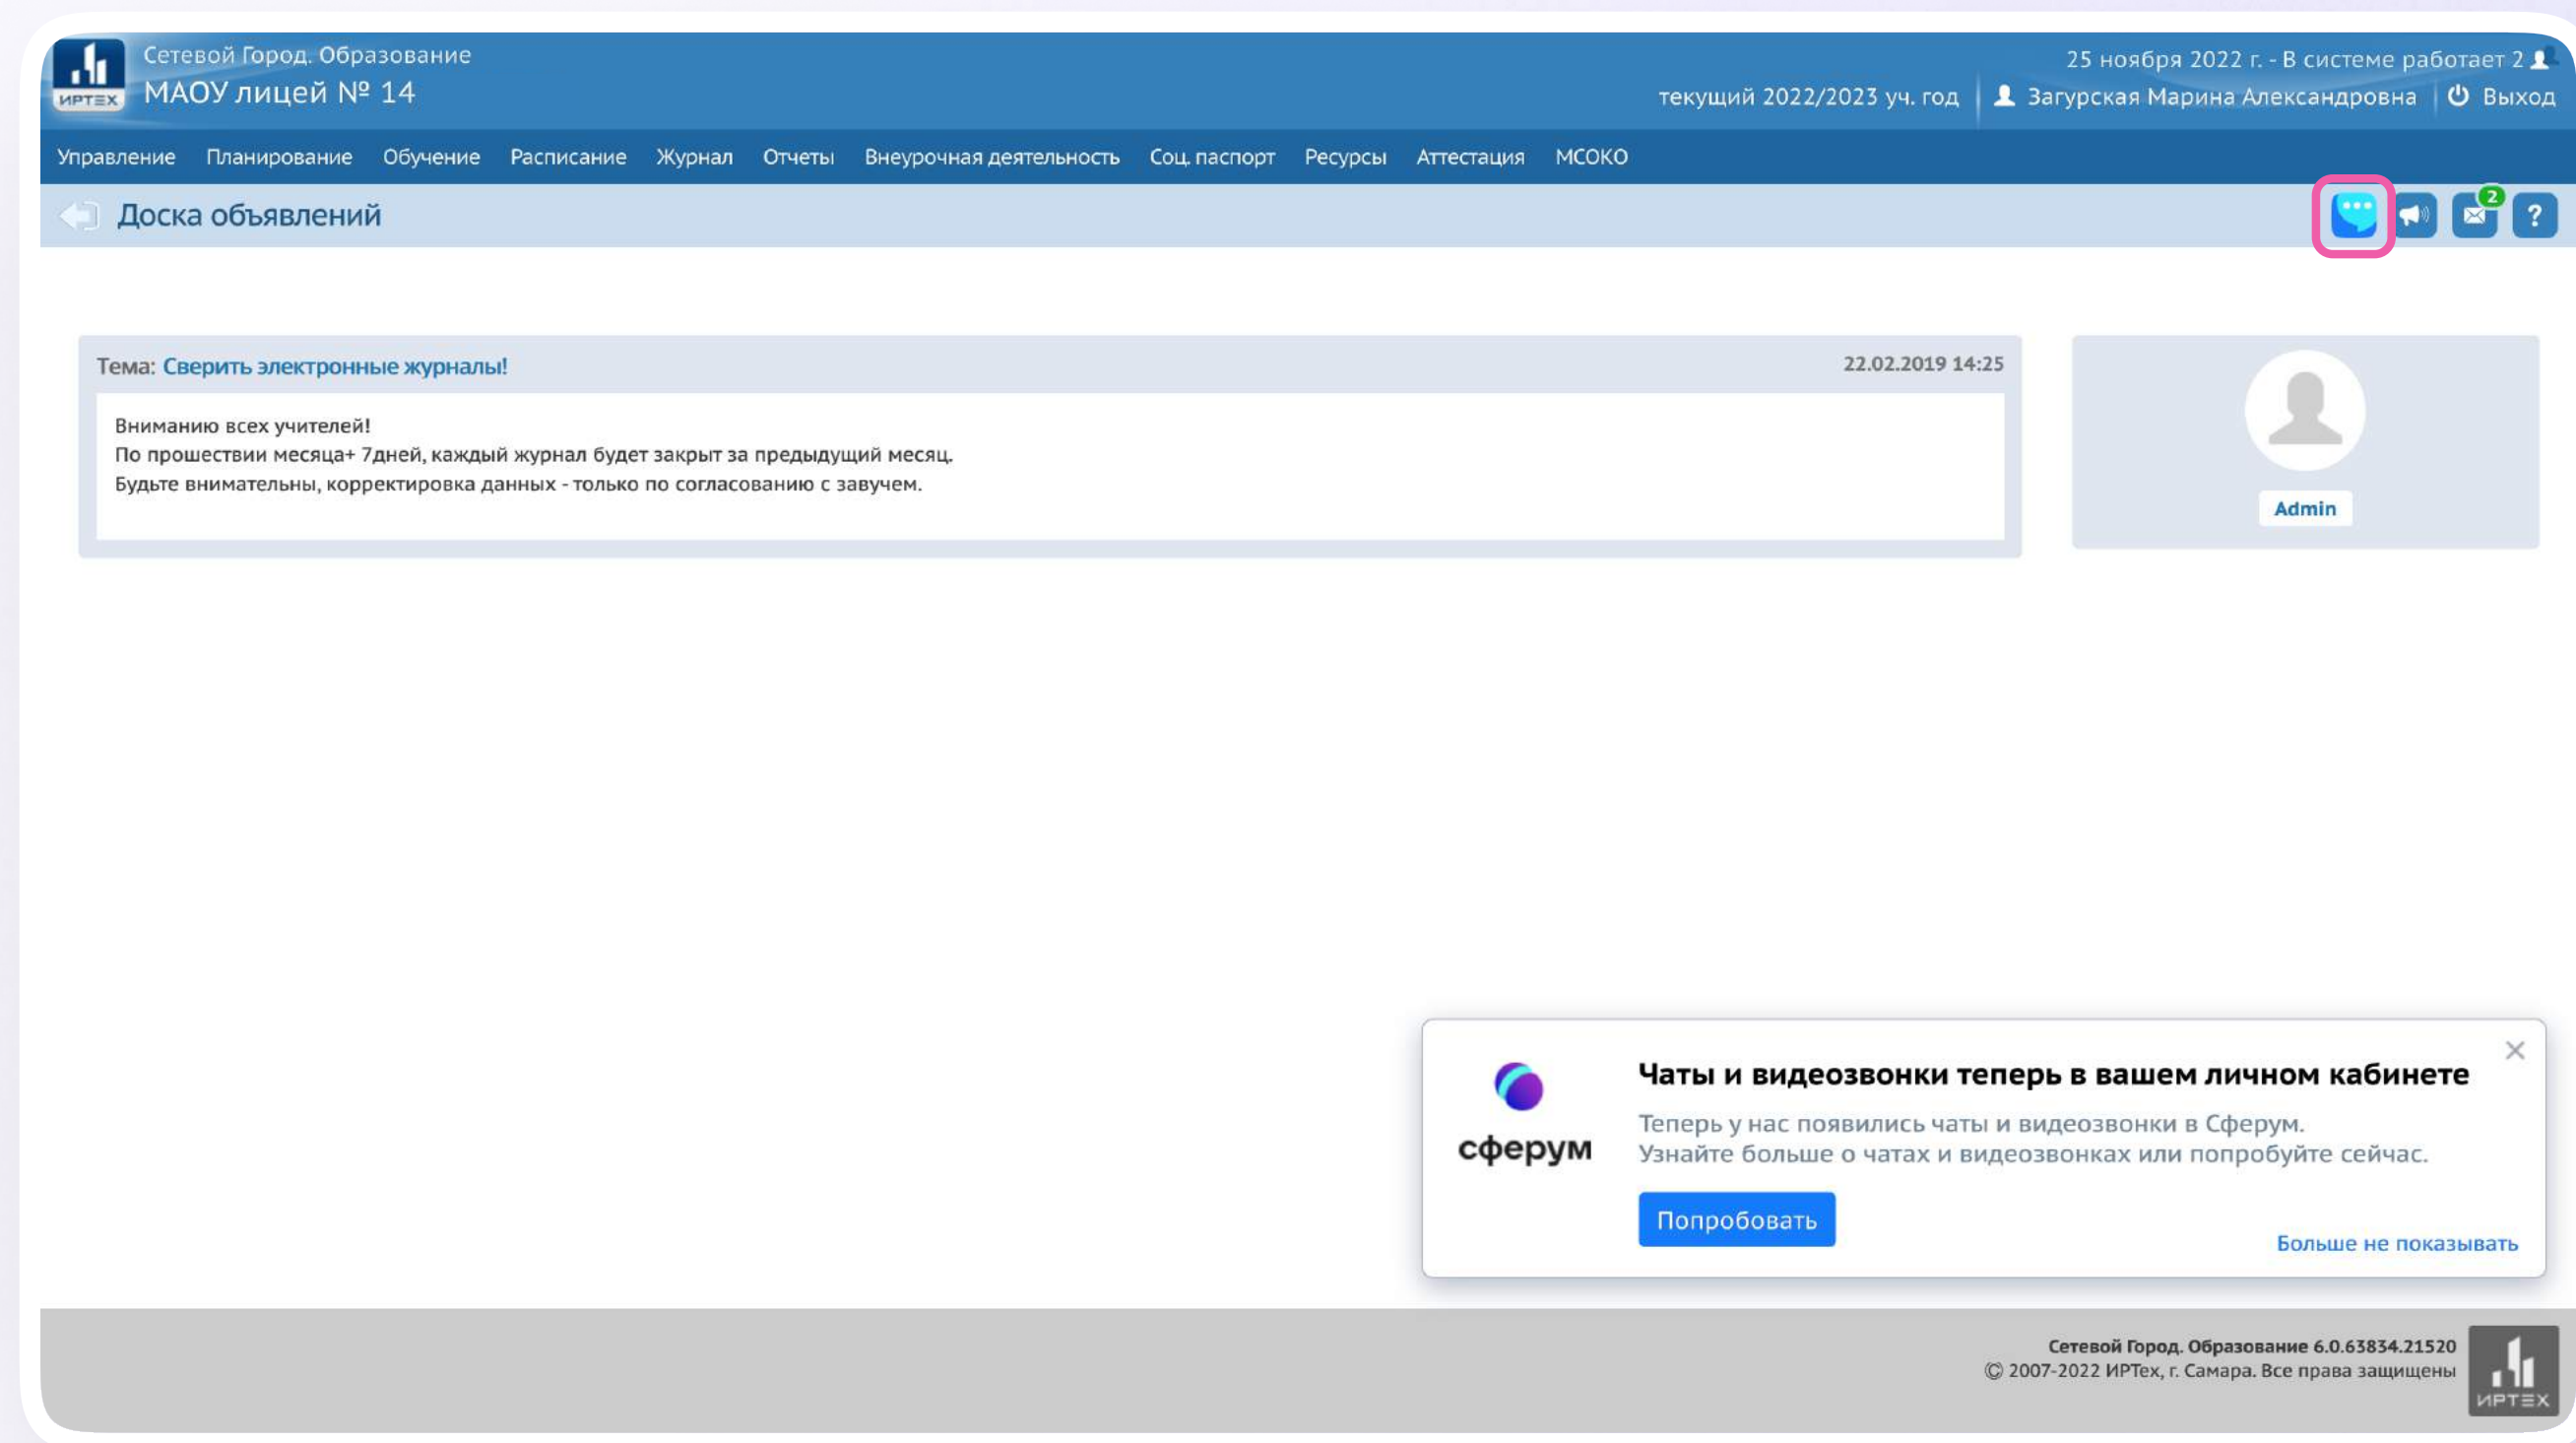 Сетевой Город. Образование
МАОУ лицей № 14
ИРТЕХ
25 ноября 2022 г. - В системе работает 2
текущий 2022/2023 уч. год
Загурская Марина Александровна
Выход
Управление Планирование Обучение Расписание Журнал Отчеты Внеурочная деятельность Соц. паспорт Ресурсы Аттестация МСОКО
Доска объявлений
2
?
Тема: Сверить электронные журналы!
22.02.2019 14:25
Вниманию всех учителей!
По прошествии месяца+ 7дней, каждый журнал будет закрыт за предыдущий месяц.
Будьте внимательны, корректировка данных - только по согласованию с завучем.
Admin
сферум
Чаты и видеозвонки теперь в вашем личном кабинете
Теперь у нас появились чаты и видеозвонки в Сферум.
Узнайте больше о чатах и видеозвонках или попробуйте сейчас.
Попробовать
Больше не показывать
Сетевой Город. Образование 6.0.63834.21520
© 2007-2022 ИРТех, г. Самара. Все права защищены
ИРТЕХ